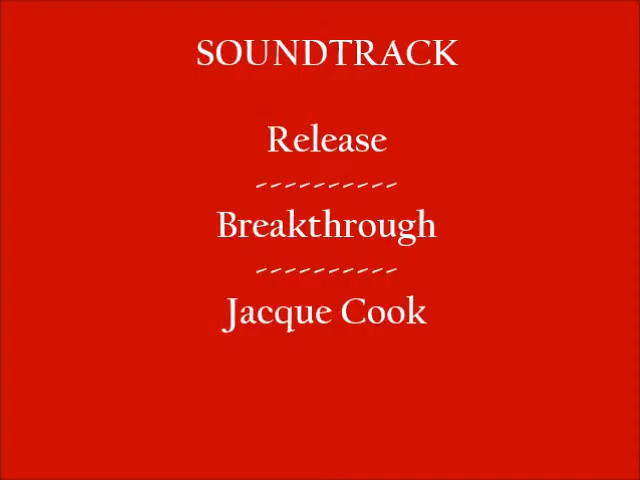 SOUNDTRACK
Release
----------
Breakthrough
----------
Jacque Cook